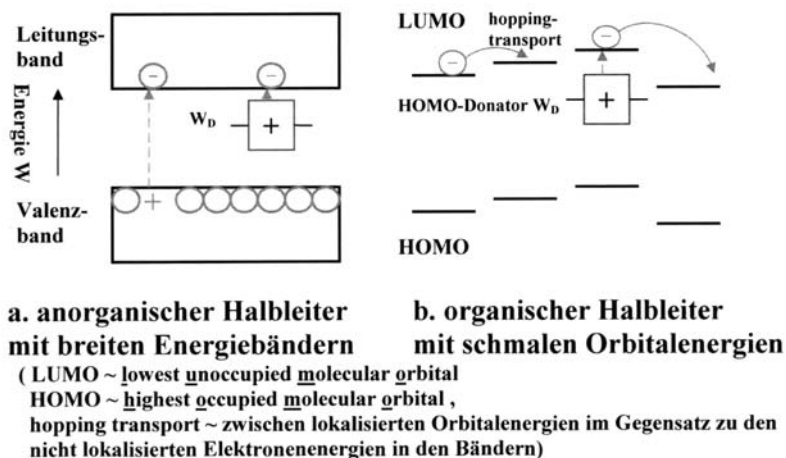 Leitungs-
band
Energie W
W_D
+
Valenz-
band
+
LUMO
hopping-
transport
HOMO-Donator W_D
+
HOMO
a. anorganischer Halbleiter
mit breiten Energiebändern
b. organischer Halbleiter
mit schmalen Orbitalenergien
( LUMO ~ lowest unoccupied molecular orbital
HOMO ~ highest occupied molecular orbital ,
hopping transport ~ zwischen lokalisierten Orbitalenergien im Gegensatz zu den
nicht lokalisierten Elektronenenergien in den Bändern)